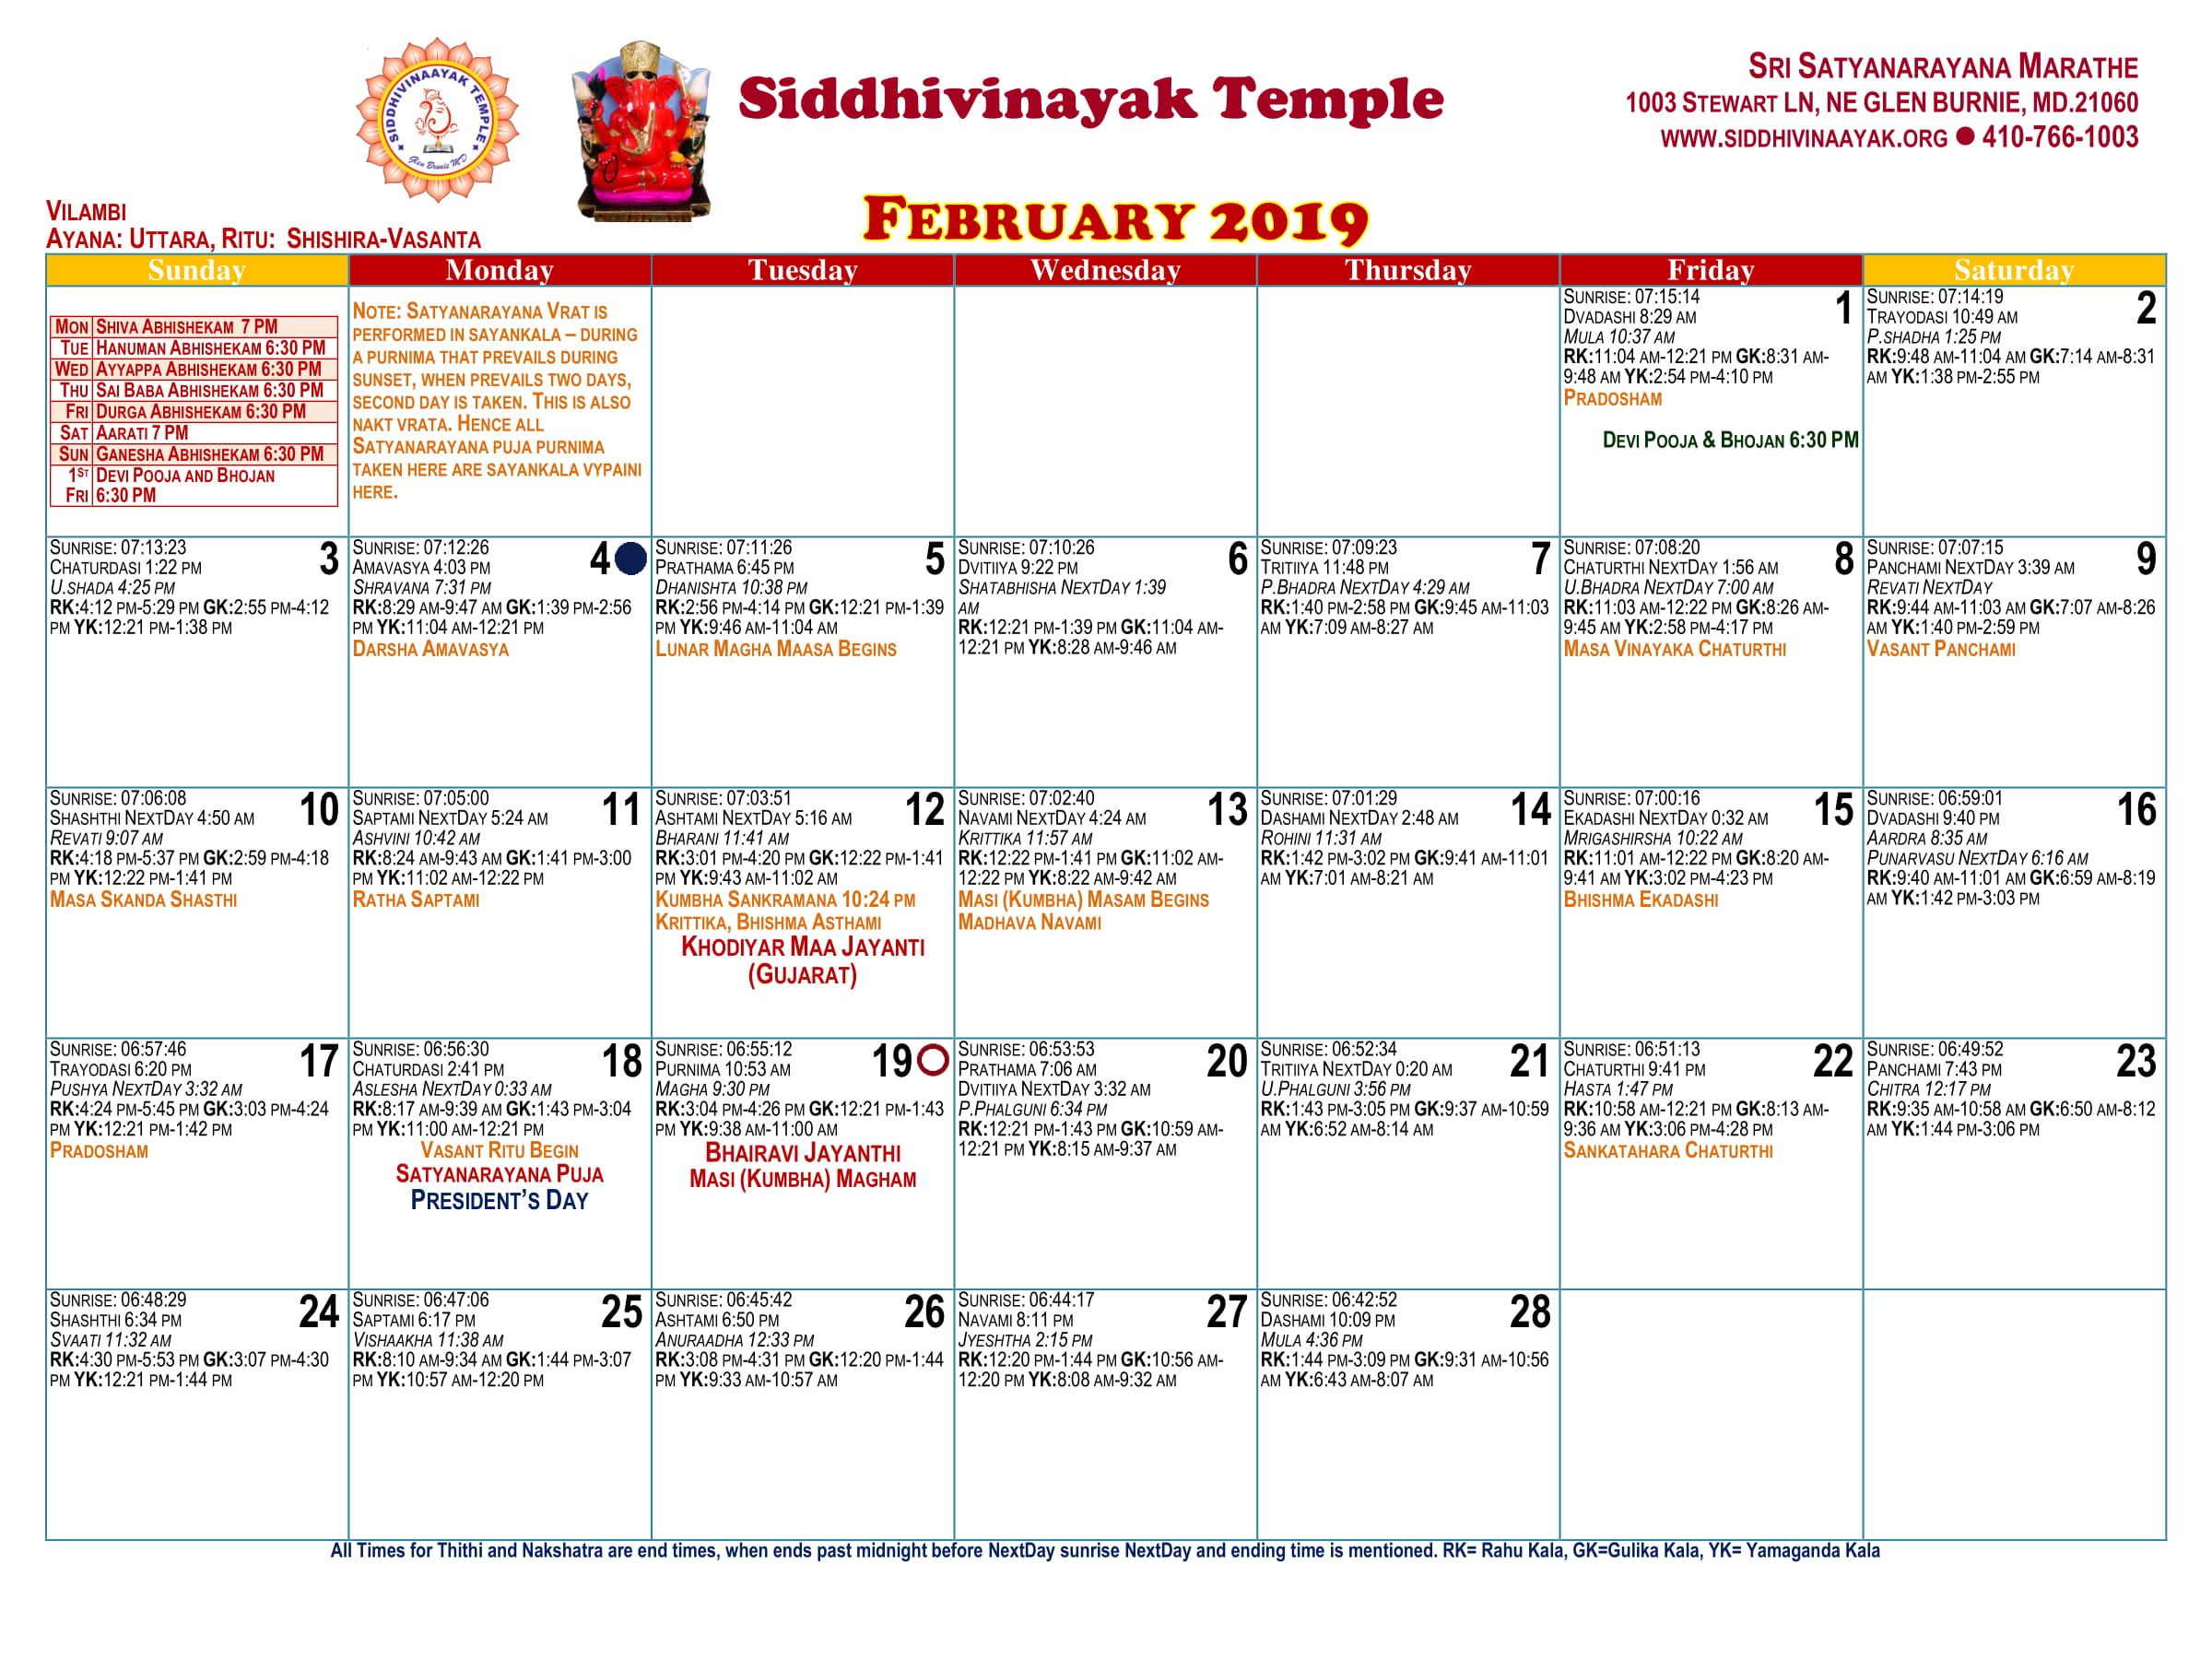 SIDDHIVINAAYAK TEMPLE
Glen Burnie MD
Siddhivinayak Temple
SRI SATYANARAYANA MARATHE
1003 STEWART LN, NE GLEN BURNIE, MD.21060
WWW.SIDDHIVINAAYAK.ORG ● 410-766-1003
VILAMBI
AYANA: UTTARA, RITU: SHISHIRA-VASANTA
FEBRUARY 2019
Sunday Monday Tuesday Wednesday Thursday Friday Saturday
MON SHIVA ABHISHEKAM 7 PM
TUE HANUMAN ABHISHEKAM 6:30 PM
WED AYYAPPA ABHISHEKAM 6:30 PM
THU SAI BABA ABHISHEKAM 6:30 PM
FRI DURGA ABHISHEKAM 6:30 PM
SAT AARATI 7 PM
SUN GANESHA ABHISHEKAM 6:30 PM
1ST DEVI POOJA AND BHOJAN
FRI 6:30 PM
NOTE: SATYANARAYANA VRAT IS
PERFORMED IN SAYANKALA – DURING
A PURNIMA THAT PREVAILS DURING
SUNSET, WHEN PREVAILS TWO DAYS,
SECOND DAY IS TAKEN. THIS IS ALSO
NAKT VRATA. HENCE ALL
SATYANARAYANA PUJA PURNIMA
TAKEN HERE ARE SAYANKALA VYPAINI
HERE.
SUNRISE: 07:15:14 1
DVADASHI 8:29 AM
MULA 10:37 AM
RK:11:04 AM-12:21 PM GK:8:31 AM-
9:48 AM YK:2:54 PM-4:10 PM
PRADOSHAM
DEVI POOJA & BHOJAN 6:30 PM
SUNRISE: 07:14:19 2
TRAYODASI 10:49 AM
P.SHADHA 1:25 PM
RK:9:48 AM-11:04 AM GK:7:14 AM-8:31
AM YK:1:38 PM-2:55 PM
SUNRISE: 07:13:23 3
CHATURDASI 1:22 PM
U.SHADA 4:25 PM
RK:4:12 PM-5:29 PM GK:2:55 PM-4:12
PM YK:12:21 PM-1:38 PM
SUNRISE: 07:12:26 4
AMAVASYA 4:03 PM
SHRAVANA 7:31 PM
RK:8:29 AM-9:47 AM GK:1:39 PM-2:56
PM YK:11:04 AM-12:21 PM
DARSHA AMAVASYA
SUNRISE: 07:11:26 5
PRATHAMA 6:45 PM
DHANISHTA 10:38 PM
RK:2:56 PM-4:14 PM GK:12:21 PM-1:39
PM YK:9:46 AM-11:04 AM
LUNAR MAGHA MAASA BEGINS
SUNRISE: 07:10:26 6
DVITIIYA 9:22 PM
SHATABHISHA NEXTDAY 1:39
AM
RK:12:21 PM-1:39 PM GK:11:04 AM-
12:21 PM YK:8:28 AM-9:46 AM
SUNRISE: 07:09:23 7
TRITIIYA 11:48 PM
P.BHADRA NEXTDAY 4:29 AM
RK:1:40 PM-2:58 PM GK:9:45 AM-11:03
AM YK:7:09 AM-8:27 AM
SUNRISE: 07:08:20 8
CHATURTHI NEXTDAY 1:56 AM
U.BHADRA NEXTDAY 7:00 AM
RK:11:03 AM-12:22 PM GK:8:26 AM-
9:45 AM YK:2:58 PM-4:17 PM
MASA VINAYAKA CHATURTHI
SUNRISE: 07:07:15 9
PANCHAMI NEXTDAY 3:39 AM
REVATI NEXTDAY
RK:9:44 AM-11:03 AM GK:7:07 AM-8:26
AM YK:1:40 PM-2:59 PM
VASANT PANCHAMI
SUNRISE: 07:06:08 10
SHASHTHI NEXTDAY 4:50 AM
REVATI 9:07 AM
RK:4:18 PM-5:37 PM GK:2:59 PM-4:18
PM YK:12:22 PM-1:41 PM
MASA SKANDA SHASTHI
SUNRISE: 07:05:00 11
SAPTAMI NEXTDAY 5:24 AM
ASHVINI 10:42 AM
RK:8:24 AM-9:43 AM GK:1:41 PM-3:00
PM YK:11:02 AM-12:22 PM
RATHA SAPTAMI
SUNRISE: 07:03:51 12
ASHTAMI NEXTDAY 5:16 AM
BHARANI 11:41 AM
RK:3:01 PM-4:20 PM GK:12:22 PM-1:41
PM YK:9:43 AM-11:02 AM
KUMBHA SANKRAMANA 10:24 PM
KRITTIKA, BHISHMA ASTHAMI
KHODIYAR MAA JAYANTI
(GUJARAT)
SUNRISE: 07:02:40 13
NAVAMI NEXTDAY 4:24 AM
KRITTIKA 11:57 AM
RK:12:22 PM-1:41 PM GK:11:02 AM-
12:22 PM YK:8:22 AM-9:42 AM
MASI (KUMBHA) MASAM BEGINS
MADHAVA NAVAMI
SUNRISE: 07:01:29 14
DASHAMI NEXTDAY 2:48 AM
ROHINI 11:31 AM
RK:1:42 PM-3:02 PM GK:9:41 AM-11:01
AM YK:7:01 AM-8:21 AM
SUNRISE: 07:00:16 15
EKADASHI NEXTDAY 0:32 AM
MRIGASHIRSHA 10:22 AM
RK:11:01 AM-12:22 PM GK:8:20 AM-
9:41 AM YK:3:02 PM-4:23 PM
BHISHMA EKADASHI
SUNRISE: 06:59:01 16
DVADASHI 9:40 PM
AARDRA 8:35 AM
PUNARVASU NEXTDAY 6:16 AM
RK:9:40 AM-11:01 AM GK:6:59 AM-8:19
AM YK:1:42 PM-3:03 PM
SUNRISE: 06:57:46 17
TRAYODASI 6:20 PM
PUSHYA NEXTDAY 3:32 AM
RK:4:24 PM-5:45 PM GK:3:03 PM-4:24
PM YK:12:21 PM-1:42 PM
PRADOSHAM
SUNRISE: 06:56:30 18
CHATURDASI 2:41 PM
ASLESHA NEXTDAY 0:33 AM
RK:8:17 AM-9:39 AM GK:1:43 PM-3:04
PM YK:11:00 AM-12:21 PM
VASANT RITU BEGIN
SATYANARAYANA PUJA
PRESIDENT'S DAY
SUNRISE: 06:55:12 19
PURNIMA 10:53 AM
MAGHA 9:30 PM
RK:3:04 PM-4:26 PM GK:12:21 PM-1:43
PM YK:9:38 AM-11:00 AM
BHAIRAVI JAYANTHI
MASI (KUMBHA) MAGHAM
SUNRISE: 06:53:53 20
PRATHAMA 7:06 AM
DVITIIYA NEXTDAY 3:32 AM
P.PHALGUNI 6:34 PM
RK:12:21 PM-1:43 PM GK:10:59 AM-
12:21 PM YK:8:15 AM-9:37 AM
SUNRISE: 06:52:34 21
TRITIIYA NEXTDAY 0:20 AM
U.PHALGUNI 3:56 PM
RK:1:43 PM-3:05 PM GK:9:37 AM-10:59
AM YK:6:52 AM-8:14 AM
SUNRISE: 06:51:13 22
CHATURTHI 9:41 PM
HASTA 1:47 PM
RK:10:58 AM-12:21 PM GK:8:13 AM-
9:36 AM YK:3:06 PM-4:28 PM
SANKATAHARA CHATURTHI
SUNRISE: 06:49:52 23
PANCHAMI 7:43 PM
CHITRA 12:17 PM
RK:9:35 AM-10:58 AM GK:6:50 AM-8:12
AM YK:1:44 PM-3:06 PM
SUNRISE: 06:48:29 24
SHASHTHI 6:34 PM
SVAATI 11:32 AM
RK:4:30 PM-5:53 PM GK:3:07 PM-4:30
PM YK:12:21 PM-1:44 PM
SUNRISE: 06:47:06 25
SAPTAMI 6:17 PM
VISHAAKHA 11:38 AM
RK:8:10 AM-9:34 AM GK:1:44 PM-3:07
PM YK:10:57 AM-12:20 PM
SUNRISE: 06:45:42 26
ASHTAMI 6:50 PM
ANURAADHA 12:33 PM
RK:3:08 PM-4:31 PM GK:12:20 PM-1:44
PM YK:9:33 AM-10:57 AM
SUNRISE: 06:44:17 27
NAVAMI 8:11 PM
JYESHTHA 2:15 PM
RK:12:20 PM-1:44 PM GK:10:56 AM-
12:20 PM YK:8:08 AM-9:32 AM
SUNRISE: 06:42:52 28
DASHAMI 10:09 PM
MULA 4:36 PM
RK:1:44 PM-3:09 PM GK:9:31 AM-10:56
AM YK:6:43 AM-8:07 AM
All Times for Thithi and Nakshatra are end times, when ends past midnight before NextDay sunrise NextDay and ending time is mentioned. RK= Rahu Kala, GK=Gulika Kala, YK= Yamaganda Kala